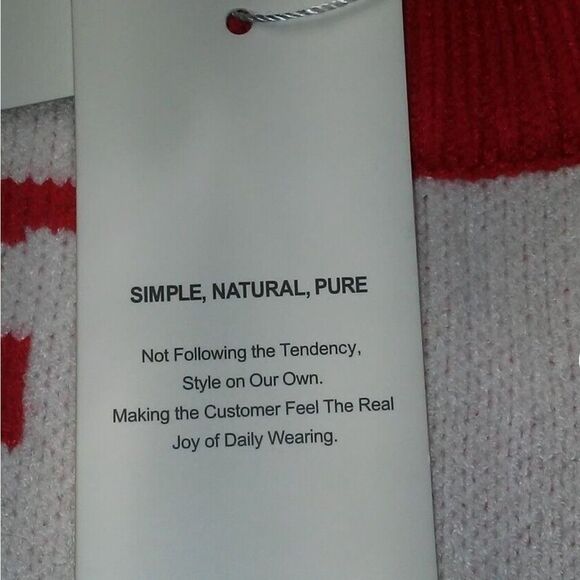 SIMPLE, NATURAL, PURE
Not Following the Tendency,
Style on Our Own.
Making the Customer Feel The Real
Joy of Daily Wearing.